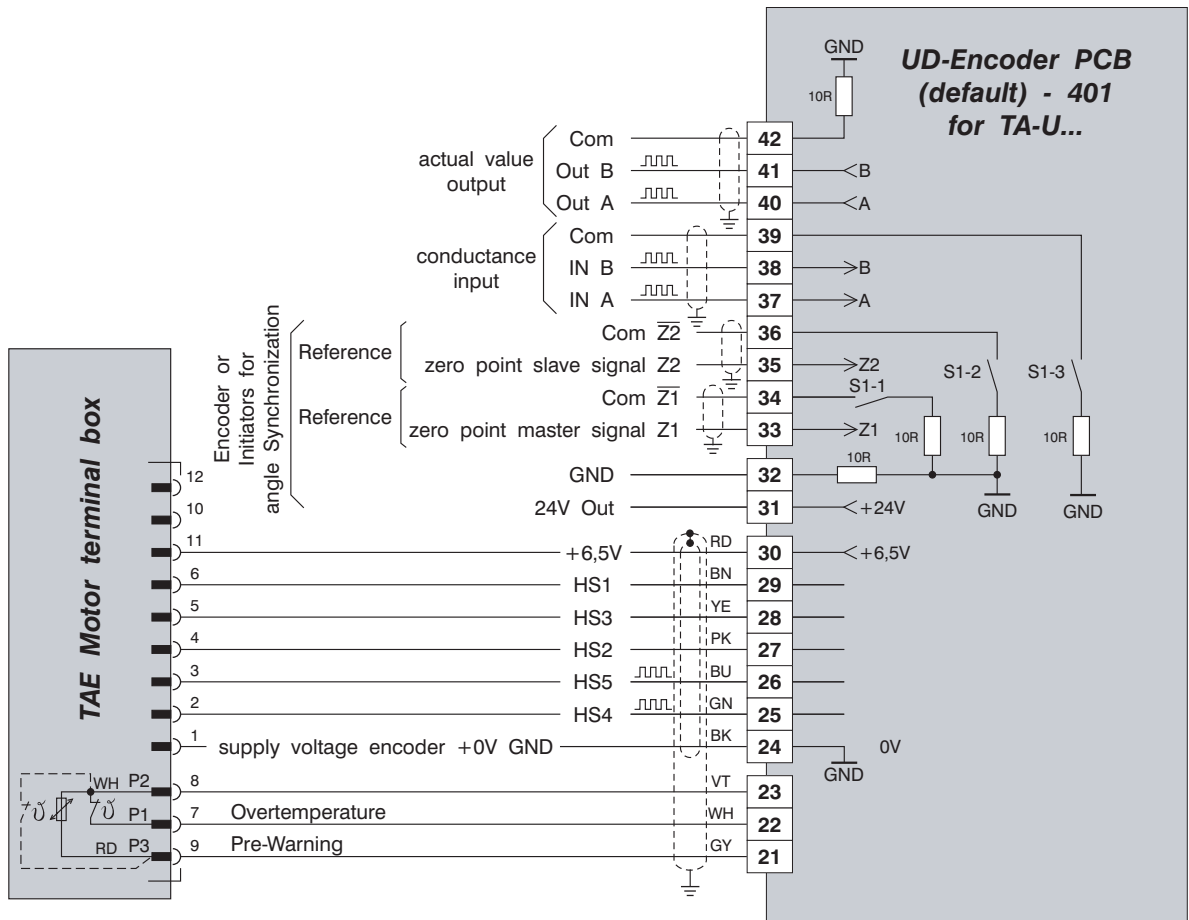 UD-Encoder PCB
(default) - 401
for TA-U...
GND
10R
actual value
output
Com
42
Out B
41
B
Out A
40
A
conductance
input
Com
39
IN B
38
B
IN A
37
A
Encoder or
Initiators for
angle Synchronization
Reference
Com Z̅2̅
36
zero point slave signal Z2
35
Z2
Reference
Com Z̅1̅
34
zero point master signal Z1
33
Z1
S1-1
S1-2
S1-3
10R
10R
10R
10R
GND
32
GND
GND
24V Out
31
+24V
TAE Motor terminal box
12
10
11
+6,5V
RD
30
+6,5V
6
HS1
BN
29
5
HS3
YE
28
4
HS2
PK
27
3
HS5
BU
26
2
HS4
GN
25
1
supply voltage encoder +0V GND
BK
24
0V
GND
WH P2
8
VT
23
+ϑ
ϑ
P1
7
Overtemperature
WH
22
RD P3
9
Pre-Warning
GY
21